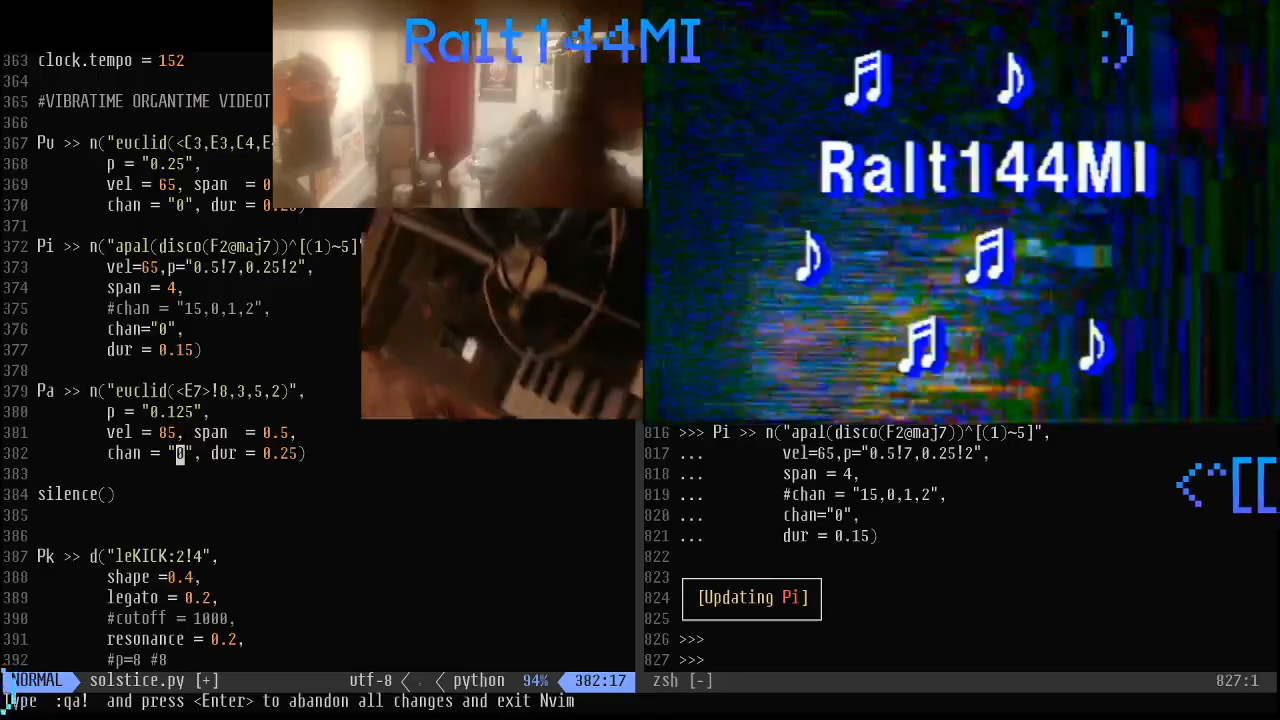 Ralt144MI
:)
Ralt144MI
363 clock.tempo = 152
364
365 #VIBRATIME ORGANTIME VIDEOT
366
367 Pu >> n("euclid(<C3,E3,C4,E
368 p = "0.25",
369 vel = 65, span  = 0
370 chan = "0", dur = 0.25)
371
372 Pi >> n("apal(disco(F2@maj7))^[(1)~5]"
373 vel=65,p="0.5!7,0.25!2",
374 span = 4,
375 #chan = "15,0,1,2",
376 chan="0",
377 dur = 0.15)
378
379 Pa >> n("euclid(<E7>!8,3,5,2)",
380 p = "0.125",
381 vel = 85, span  = 0.5,
382 chan = "0", dur = 0.25)
383
384 silence()
385
386
387 Pk >> d("leKICK:2!4",
388 shape =0.4,
389 legato = 0.2,
390 #cutoff = 1000,
391 resonance = 0.2,
392 #p=8 #8
NORMAL solstice.py [+] utf-8 < . < python 94% 382:17
Type  :qa!  and press <Enter> to abandon all changes and exit Nvim
816 >>> Pi >> n("apal(disco(F2@maj7))^[(1)~5]",
817 ... vel=65,p="0.5!7,0.25!2",
818 ... span = 4,
819 ... #chan = "15,0,1,2",
820 ... chan="0",
821 ... dur = 0.15)
822
823
824 [Updating Pi]
825
826 >>>
827 >>>
<^[[
zsh [-] 827:1